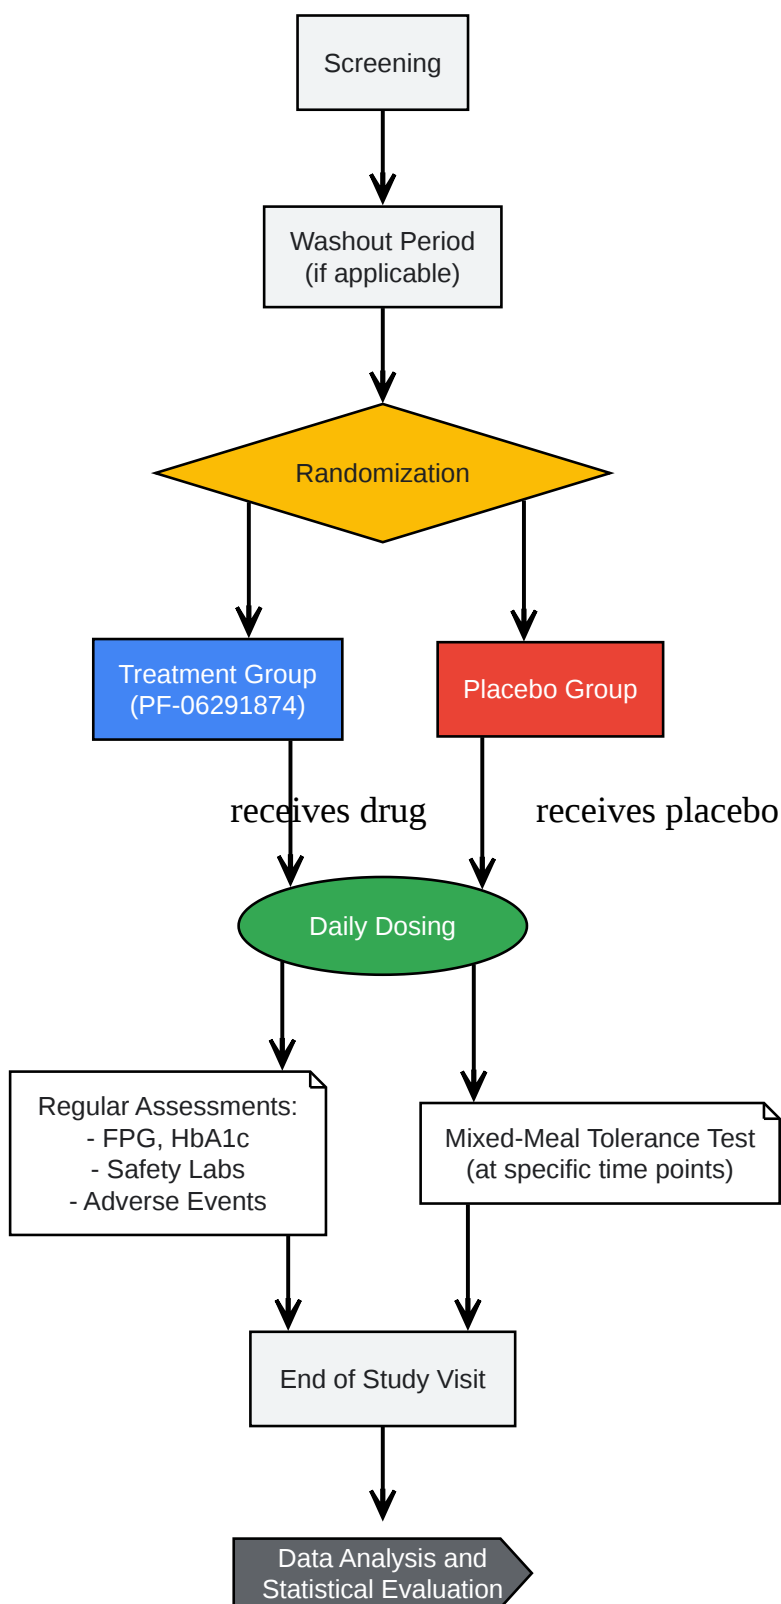 Screening
Washout Period
(if applicable)
Randomization
Treatment Group
(PF-06291874)
Placebo Group
receives drug
receives placebo
Daily Dosing
Regular Assessments:
- FPG, HbA1c
- Safety Labs
- Adverse Events
Mixed-Meal Tolerance Test
(at specific time points)
End of Study Visit
Data Analysis and
Statistical Evaluation